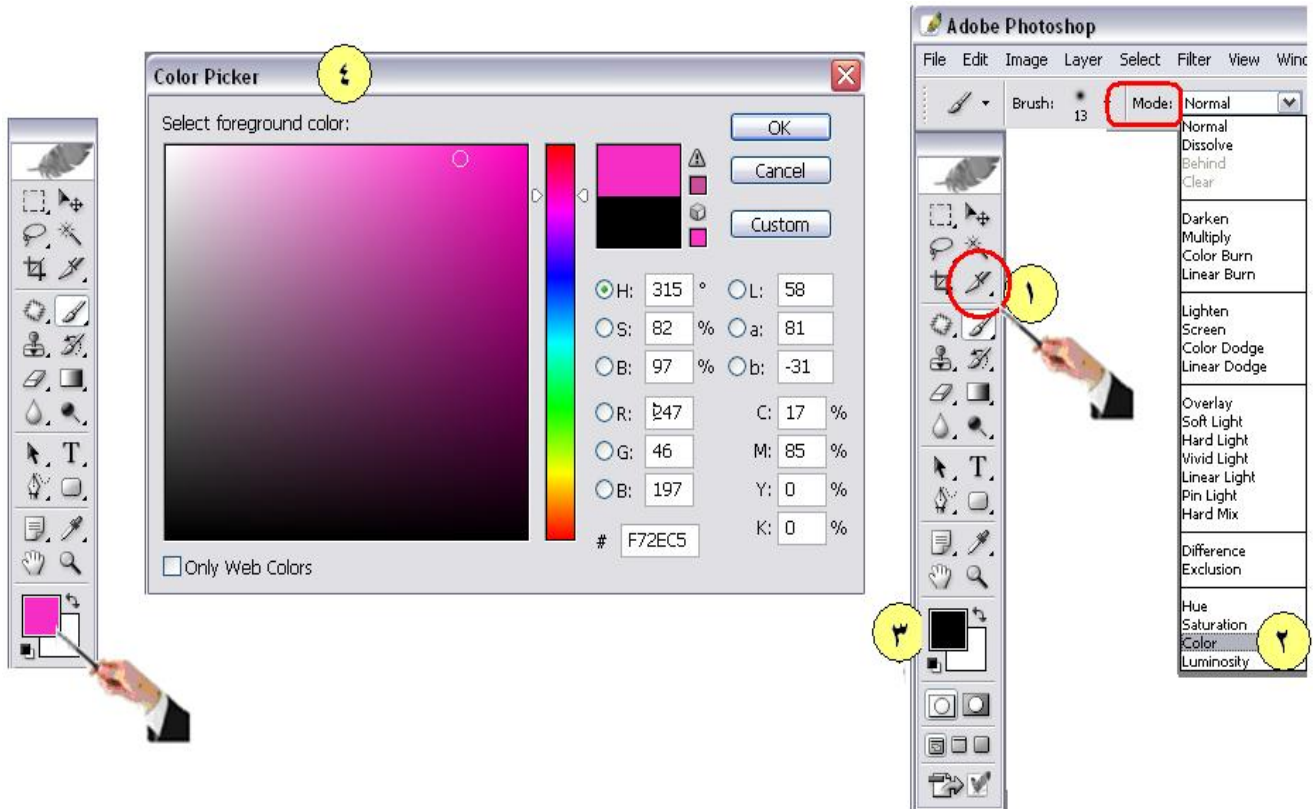 Adobe Photoshop
File Edit Image Layer Select Filter View Wind
Brush: 13 Mode: Normal
Normal
Dissolve
Behind
Clear
Darken
Multiply
Color Burn
Linear Burn
Lighten
Screen
Color Dodge
Linear Dodge
Overlay
Soft Light
Hard Light
Vivid Light
Linear Light
Pin Light
Hard Mix
Difference
Exclusion
Hue
Saturation
Color
Luminosity
١
٢
٣
Color Picker ٤
Select foreground color:
OK
Cancel
Custom
H: 315 ° L: 58
S: 82 % a: 81
B: 97 % b: -31
R: 247 C: 17 %
G: 46 M: 85 %
B: 197 Y: 0 %
# F72EC5 K: 0 %
Only Web Colors
T
T